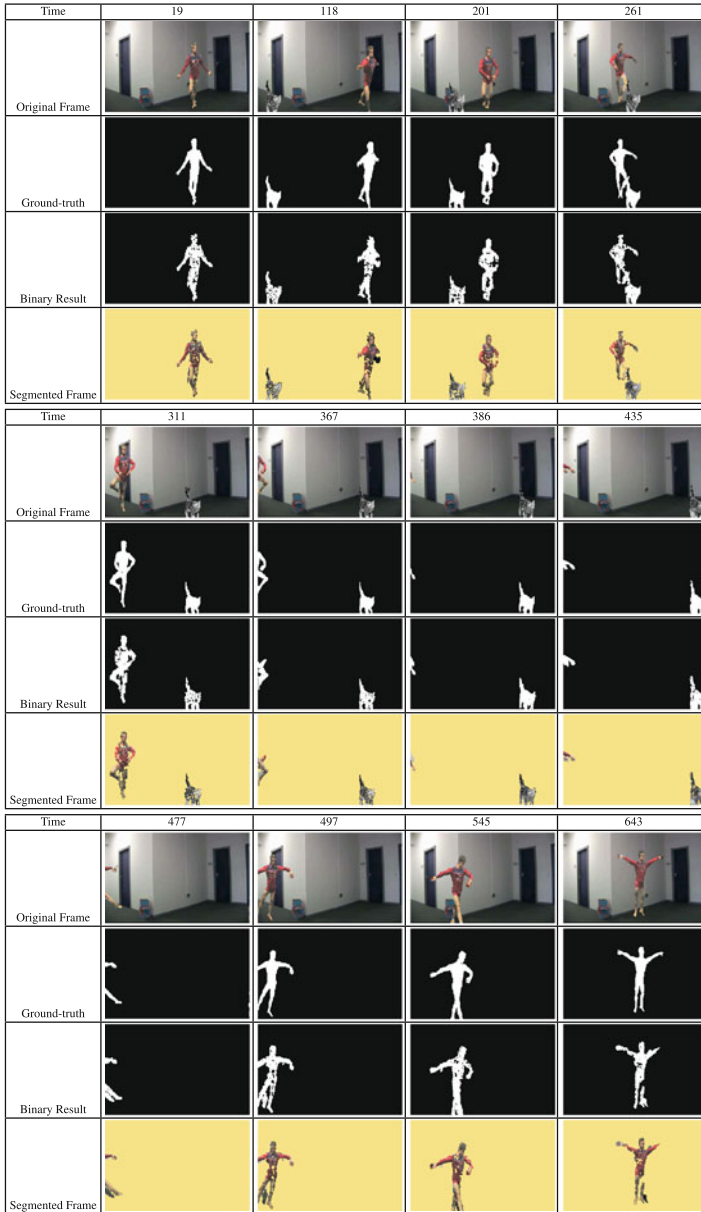 Time 19 118 201 261
Original Frame
Ground-truth
Binary Result
Segmented Frame
Time 311 367 386 435
Original Frame
Ground-truth
Binary Result
Segmented Frame
Time 477 497 545 643
Original Frame
Ground-truth
Binary Result
Segmented Frame